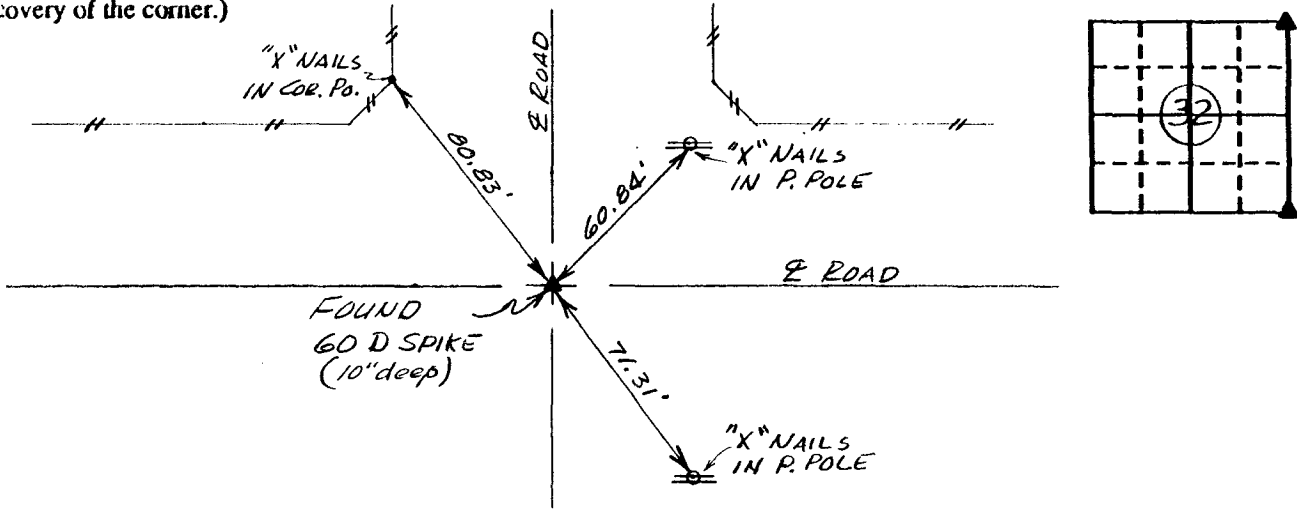 covery of the corner.)
"X" NAILS
IN COR. PO.
℄ ROAD
32
80.83'
60.84'
"X" NAILS
IN P. POLE
℄ ROAD
FOUND
60 D SPIKE
(10" deep)
71.31'
"X" NAILS
IN P. POLE